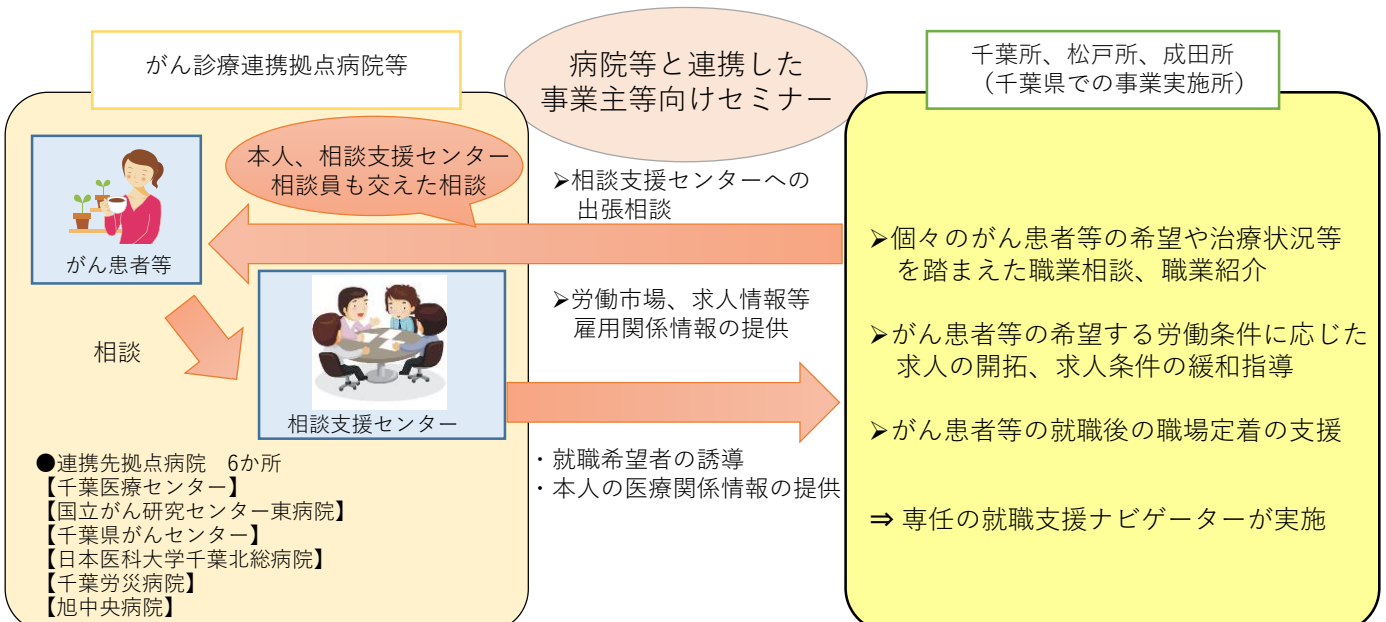 がん診療連携拠点病院等
病院等と連携した
事業主等向けセミナー
千葉所、松戸所、成田所
（千葉県での事業実施所）
本人、相談支援センター
相談員も交えた相談
がん患者等
相談
相談支援センター
●連携先拠点病院　6か所
【千葉医療センター】
【国立がん研究センター東病院】
【千葉県がんセンター】
【日本医科大学千葉北総病院】
【千葉労災病院】
【旭中央病院】
➢相談支援センターへの
出張相談
➢労働市場、求人情報等
雇用関係情報の提供
・就職希望者の誘導
・本人の医療関係情報の提供
➢個々のがん患者等の希望や治療状況等
を踏まえた職業相談、職業紹介
➢がん患者等の希望する労働条件に応じた
求人の開拓、求人条件の緩和指導
➢がん患者等の就職後の職場定着の支援
⇒ 専任の就職支援ナビゲーターが実施